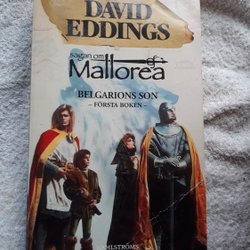 DAVID
EDDINGS
sagan om
Mallorea
BELGARIONS SON
– FÖRSTA BOKEN –